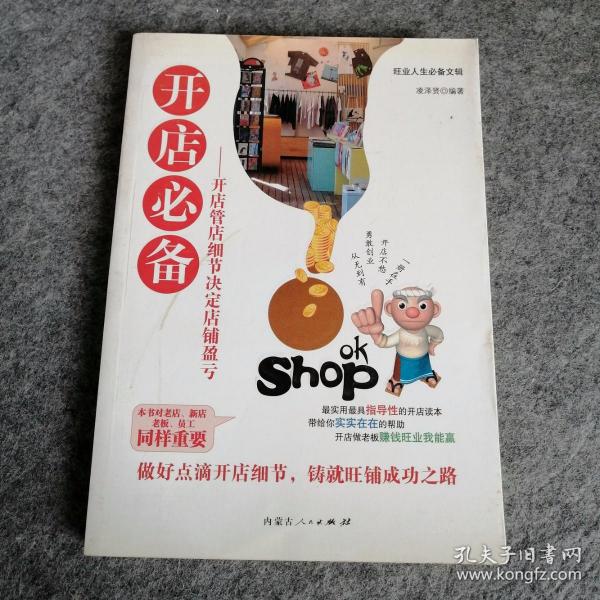 旺业人生必备文辑
凌泽贤◎编著
开店必备
——开店管店细节决定店铺盈亏
一册在手
开店不愁
勇敢创业
从无到有
ok
Shop
最实用最具指导性的开店读本
带给你实实在在的帮助
开店做老板赚钱旺业我能赢
本书对老店、新店
老板、员工
同样重要
做好点滴开店细节，铸就旺铺成功之路
内蒙古人民出版社
孔夫子旧书网
www.kongfz.com